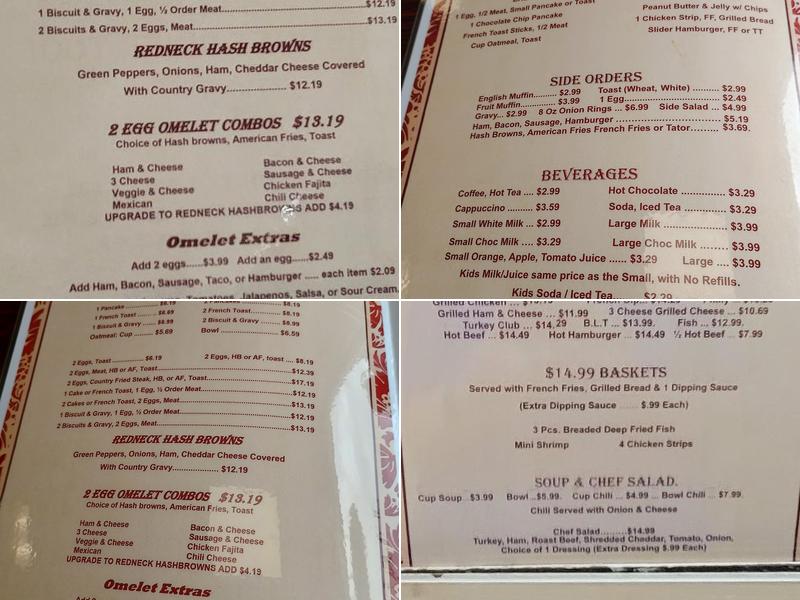 1 Biscuit & Gravy, 1 Egg, ½ Order Meat........................$12.19
2 Biscuits & Gravy, 2 Eggs, Meat........................$13.19
REDNECK HASH BROWNS
Green Peppers, Onions, Ham, Cheddar Cheese Covered
With Country Gravy...................... $12.19
2 EGG OMELET COMBOS $13.19
Choice of Hash browns, American Fries, Toast
Ham & Cheese Bacon & Cheese
3 Cheese Sausage & Cheese
Veggie & Cheese Chicken Fajita
Mexican Chili Cheese
UPGRADE TO REDNECK HASHBROWNS ADD $4.19
Omelet Extras
Add 2 eggs......$3.99 Add an egg......$2.49
Add Ham, Bacon, Sausage, Taco, or Hamburger ..... each item $2.09
Tomatoes, Jalapenos, Salsa, or Sour Cream,
1 Egg, 1/2 Meat, Small Pancake or Toast Peanut Butter & Jelly w/ Chips
1 Chocolate Chip Pancake 1 Chicken Strip, FF, Grilled Bread
French Toast Sticks, 1/2 Meat Slider Hamburger, FF or TT
Cup Oatmeal, Toast
SIDE ORDERS
English Muffin......... $2.99 Toast (Wheat, White) .......... $2.99
Fruit Muffin............ $3.99 1 Egg........................ $2.49
Gravy... $2.99 8 Oz Onion Rings ... $6.99 Side Salad ... $4.99
Ham, Bacon, Sausage, Hamburger ........................ $5.19
Hash Browns, American Fries French Fries or Tator........ $3.69.
BEVERAGES
Coffee, Hot Tea .... $2.99 Hot Chocolate .............. $3.29
Cappuccino ........ $3.59 Soda, Iced Tea .............. $3.29
Small White Milk ... $2.99 Large Milk .................. $3.99
Small Choc Milk .... $3.29 Large Choc Milk ........ $3.99
Small Orange, Apple, Tomato Juice ...... $3.29 Large .... $3.99
Kids Milk/Juice same price as the Small, with No Refills.
Kids Soda / Iced Tea.... $2.29
1 Pancake .............. $6.19
1 French Toast ........ $6.69 2 French Toast............ $8.19
1 Biscuit & Gravy ...... $6.99 2 Biscuit & Gravy ......... $8.99
Oatmeal: Cup ......... $5.69 Bowl .................... $6.59
2 Eggs, Toast ................ $6.19 2 Eggs, HB or AF, toast .... $8.19
2 Eggs, Meat, HB or AF, Toast........................$12.39
2 Eggs, Country Fried Steak, HB, or AF, Toast........................$17.19
1 Cake or French Toast, 1 Egg, ½ Order Meat........................$12.19
2 Cakes or French Toast, 2 Eggs, Meat........................$13.19
1 Biscuit & Gravy, 1 Egg, ½ Order Meat........................$12.19
2 Biscuits & Gravy, 2 Eggs, Meat........................$13.19
REDNECK HASH BROWNS
Green Peppers, Onions, Ham, Cheddar Cheese Covered
With Country Gravy...................... $12.19
2 EGG OMELET COMBOS $13.19
Choice of Hash browns, American Fries, Toast
Ham & Cheese Bacon & Cheese
3 Cheese Sausage & Cheese
Veggie & Cheese Chicken Fajita
Mexican Chili Cheese
UPGRADE TO REDNECK HASHBROWNS ADD $4.19
Omelet Extras
Grilled Chicken
Grilled Ham & Cheese ... $11.99 3 Cheese Grilled Cheese ... $10.69
Turkey Club ... $14.29 B.L.T ... $13.99. Fish ... $12.99.
Hot Beef ... $14.49 Hot Hamburger ... $14.49 ½ Hot Beef ... $7.99
$14.99 BASKETS
Served with French Fries, Grilled Bread & 1 Dipping Sauce
(Extra Dipping Sauce ...... $.99 Each)
3 Pcs. Breaded Deep Fried Fish
Mini Shrimp 4 Chicken Strips
SOUP & CHEF SALAD.
Cup Soup...$3.99 Bowl ...$5.99. Cup Chili ... $4.99 ... Bowl Chili ... $7.99.
Chili Served with Onion & Cheese
Chef Salad........$14.99
Turkey, Ham, Roast Beef, Shredded Cheddar, Tomato, Onion,
Choice of 1 Dressing (Extra Dressing $.99 Each)